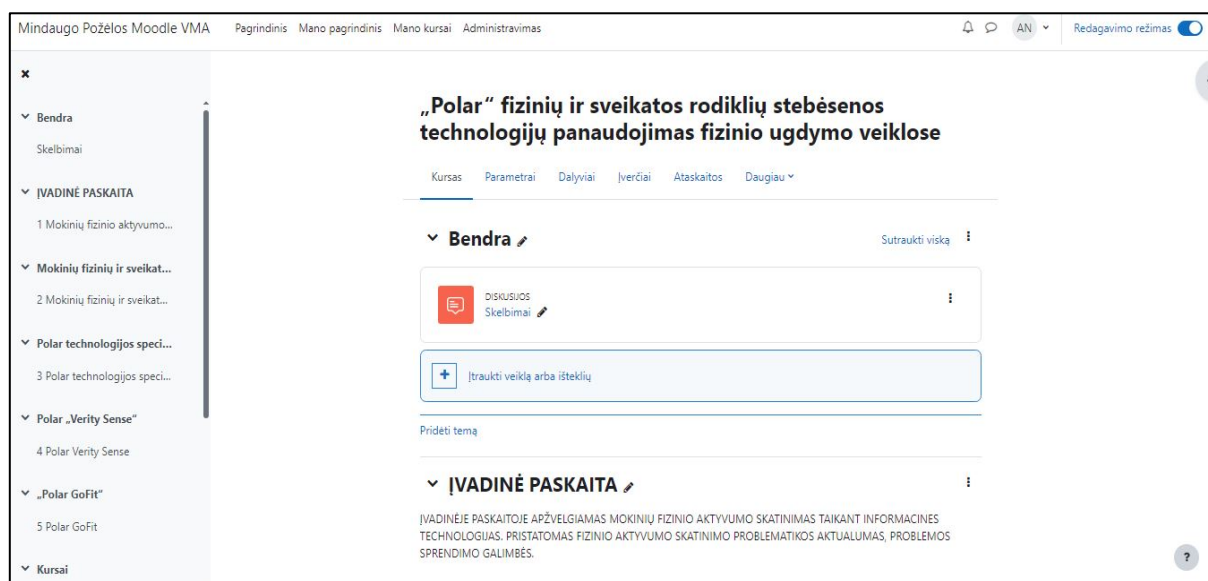 Mindaugo Požėlos Moodle VMA Pagrindinis Mano pagrindinis Mano kursai Administravimas AN Redagavimo režimas
Bendra
Skelbimai
ĮVADINĖ PASKAITA
1 Mokinių fizinio aktyvumo...
Mokinių fizinių ir sveikat...
2 Mokinių fizinių ir sveikat...
Polar technologijos speci...
3 Polar technologijos speci...
Polar „Verity Sense“
4 Polar Verity Sense
„Polar GoFit“
5 Polar GoFit
Kursai
„Polar“ fizinių ir sveikatos rodiklių stebėsenos
technologijų panaudojimas fizinio ugdymo veiklose
Kursas Parametrai Dalyviai Įverčiai Ataskaitos Daugiau
Bendra Sutraukti viską
DISKUSIJOS
Skelbimai
Įtraukti veiklą arba išteklių
Pridėti temą
ĮVADINĖ PASKAITA
ĮVADINĖJE PASKAITOJE APŽVELGIAMAS MOKINIŲ FIZINIO AKTYVUMO SKATINIMAS TAIKANT INFORMACINES
TECHNOLOGIJAS. PRISTATOMAS FIZINIO AKTYVUMO SKATINIMO PROBLEMATIKOS AKTUALUMAS, PROBLEMOS
SPRENDIMO GALIMBĖS.
?